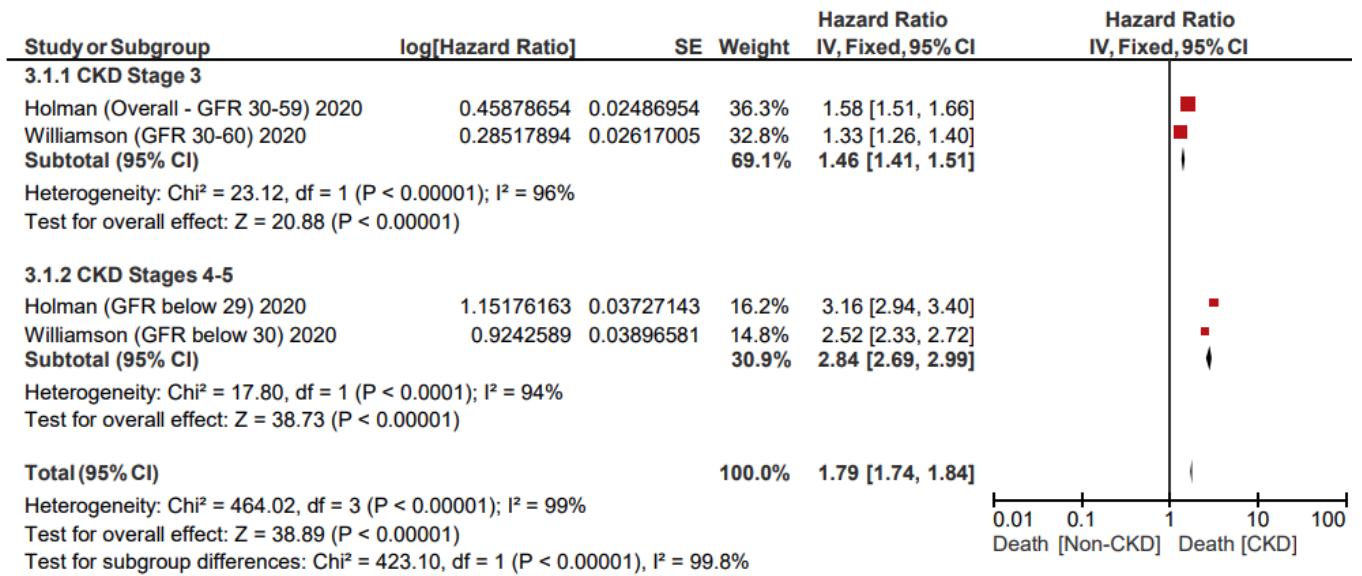 Hazard Ratio Hazard Ratio
Study or Subgroup log[Hazard Ratio] SE Weight IV, Fixed, 95% CI IV, Fixed, 95% CI
3.1.1 CKD Stage 3
Holman (Overall - GFR 30-59) 2020 0.45878654 0.02486954 36.3% 1.58 [1.51, 1.66]
Williamson (GFR 30-60) 2020 0.28517894 0.02617005 32.8% 1.33 [1.26, 1.40]
Subtotal (95% CI) 69.1% 1.46 [1.41, 1.51]
Heterogeneity: Chi² = 23.12, df = 1 (P < 0.00001); I² = 96%
Test for overall effect: Z = 20.88 (P < 0.00001)
3.1.2 CKD Stages 4-5
Holman (GFR below 29) 2020 1.15176163 0.03727143 16.2% 3.16 [2.94, 3.40]
Williamson (GFR below 30) 2020 0.9242589 0.03896581 14.8% 2.52 [2.33, 2.72]
Subtotal (95% CI) 30.9% 2.84 [2.69, 2.99]
Heterogeneity: Chi² = 17.80, df = 1 (P < 0.0001); I² = 94%
Test for overall effect: Z = 38.73 (P < 0.00001)
Total (95% CI) 100.0% 1.79 [1.74, 1.84]
Heterogeneity: Chi² = 464.02, df = 3 (P < 0.00001); I² = 99%
Test for overall effect: Z = 38.89 (P < 0.00001)
Test for subgroup differences: Chi² = 423.10, df = 1 (P < 0.00001), I² = 99.8%
0.01 0.1 1 10 100
Death [Non-CKD] Death [CKD]